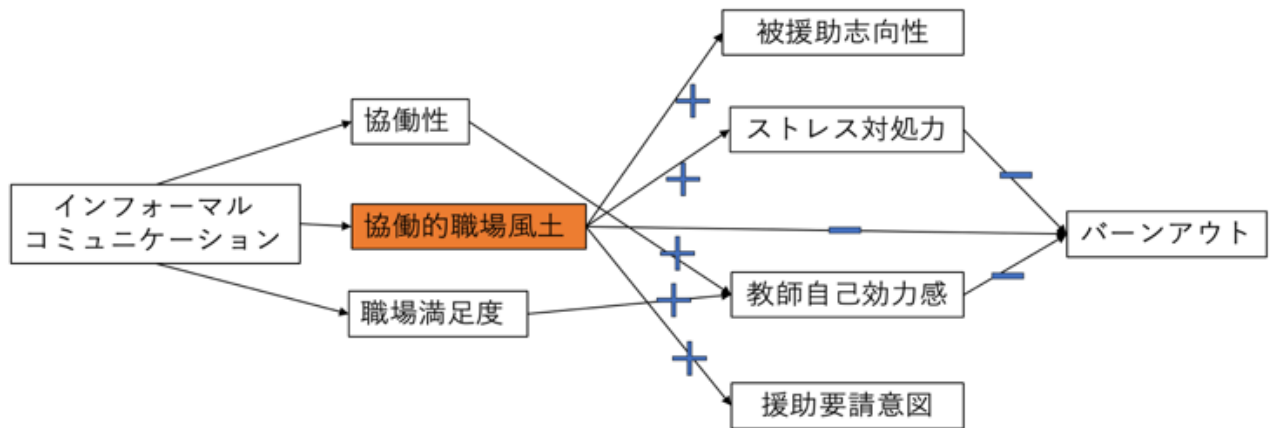 インフォーマル
コミュニケーション
協働性
協働的職場風土
職場満足度
被援助志向性
ストレス対処力
教師自己効力感
援助要請意図
バーンアウト